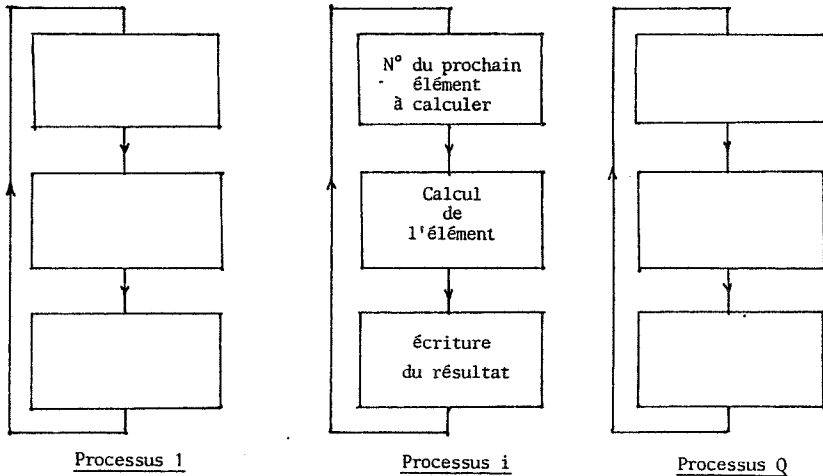 N° du prochain
élément
à calculer
Calcul
de
l'élément
écriture
du résultat
Processus 1
Processus i
Processus Q